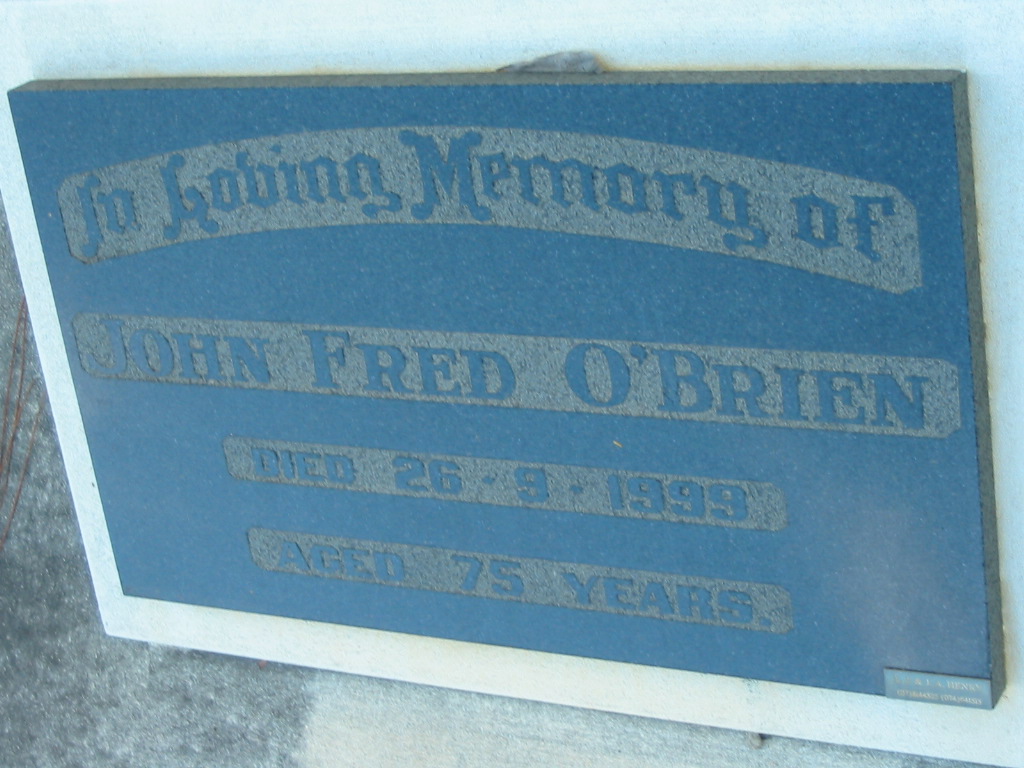 In Loving Memory of
JOHN FRED O'BRIEN
DIED 26-9-1999
AGED 75 YEARS.